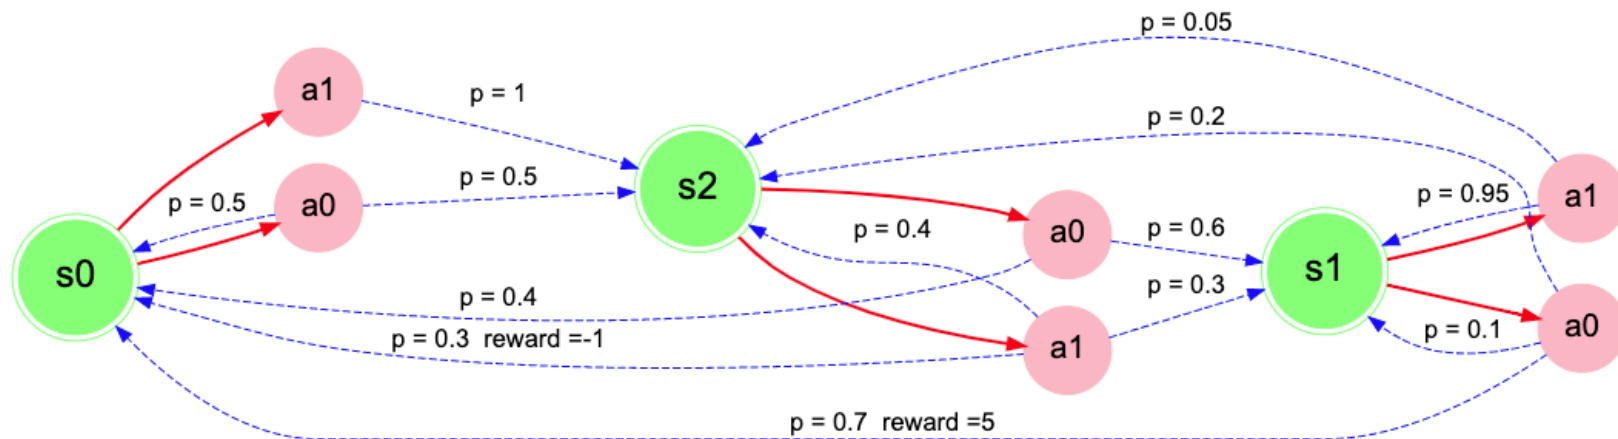 p = 0.05
a1
p = 1
p = 0.2
s2
p = 0.5
a0
p = 0.5
p = 0.95
a1
a0
p = 0.4
p = 0.6
s0
s1
p = 0.4
p = 0.3
p = 0.3  reward =-1
a1
p = 0.1
a0
p = 0.7  reward =5